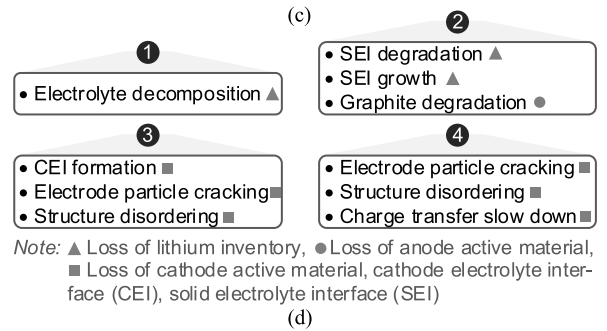 (c)
1
• Electrolyte decomposition ▲
2
• SEI degradation ▲
• SEI growth ▲
• Graphite degradation ●
3
• CEI formation ■
• Electrode particle cracking ■
• Structure disordering ■
4
• Electrode particle cracking ■
• Structure disordering ■
• Charge transfer slow down ■
Note: ▲ Loss of lithium inventory, ● Loss of anode active material,
■ Loss of cathode active material, cathode electrolyte inter-
face (CEI), solid electrolyte interface (SEI)
(d)